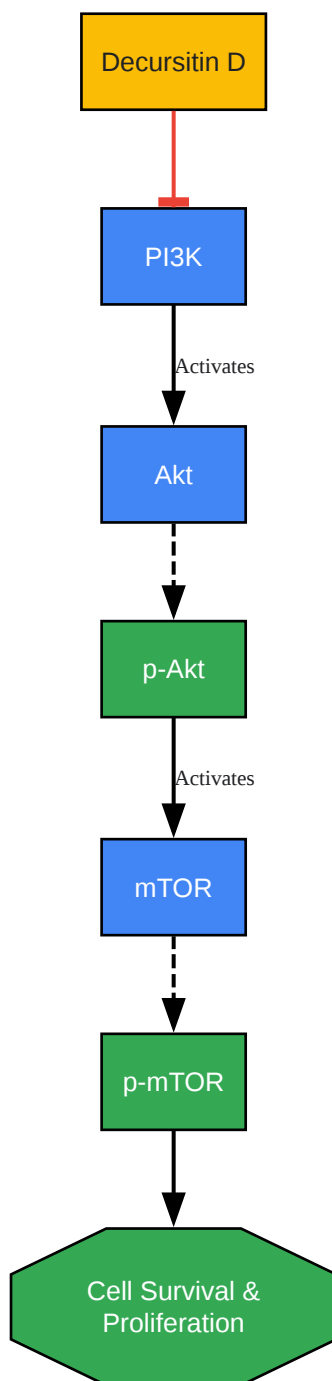 Decursitin D
PI3K
Activates
Akt
p-Akt
Activates
mTOR
p-mTOR
Cell Survival &
Proliferation